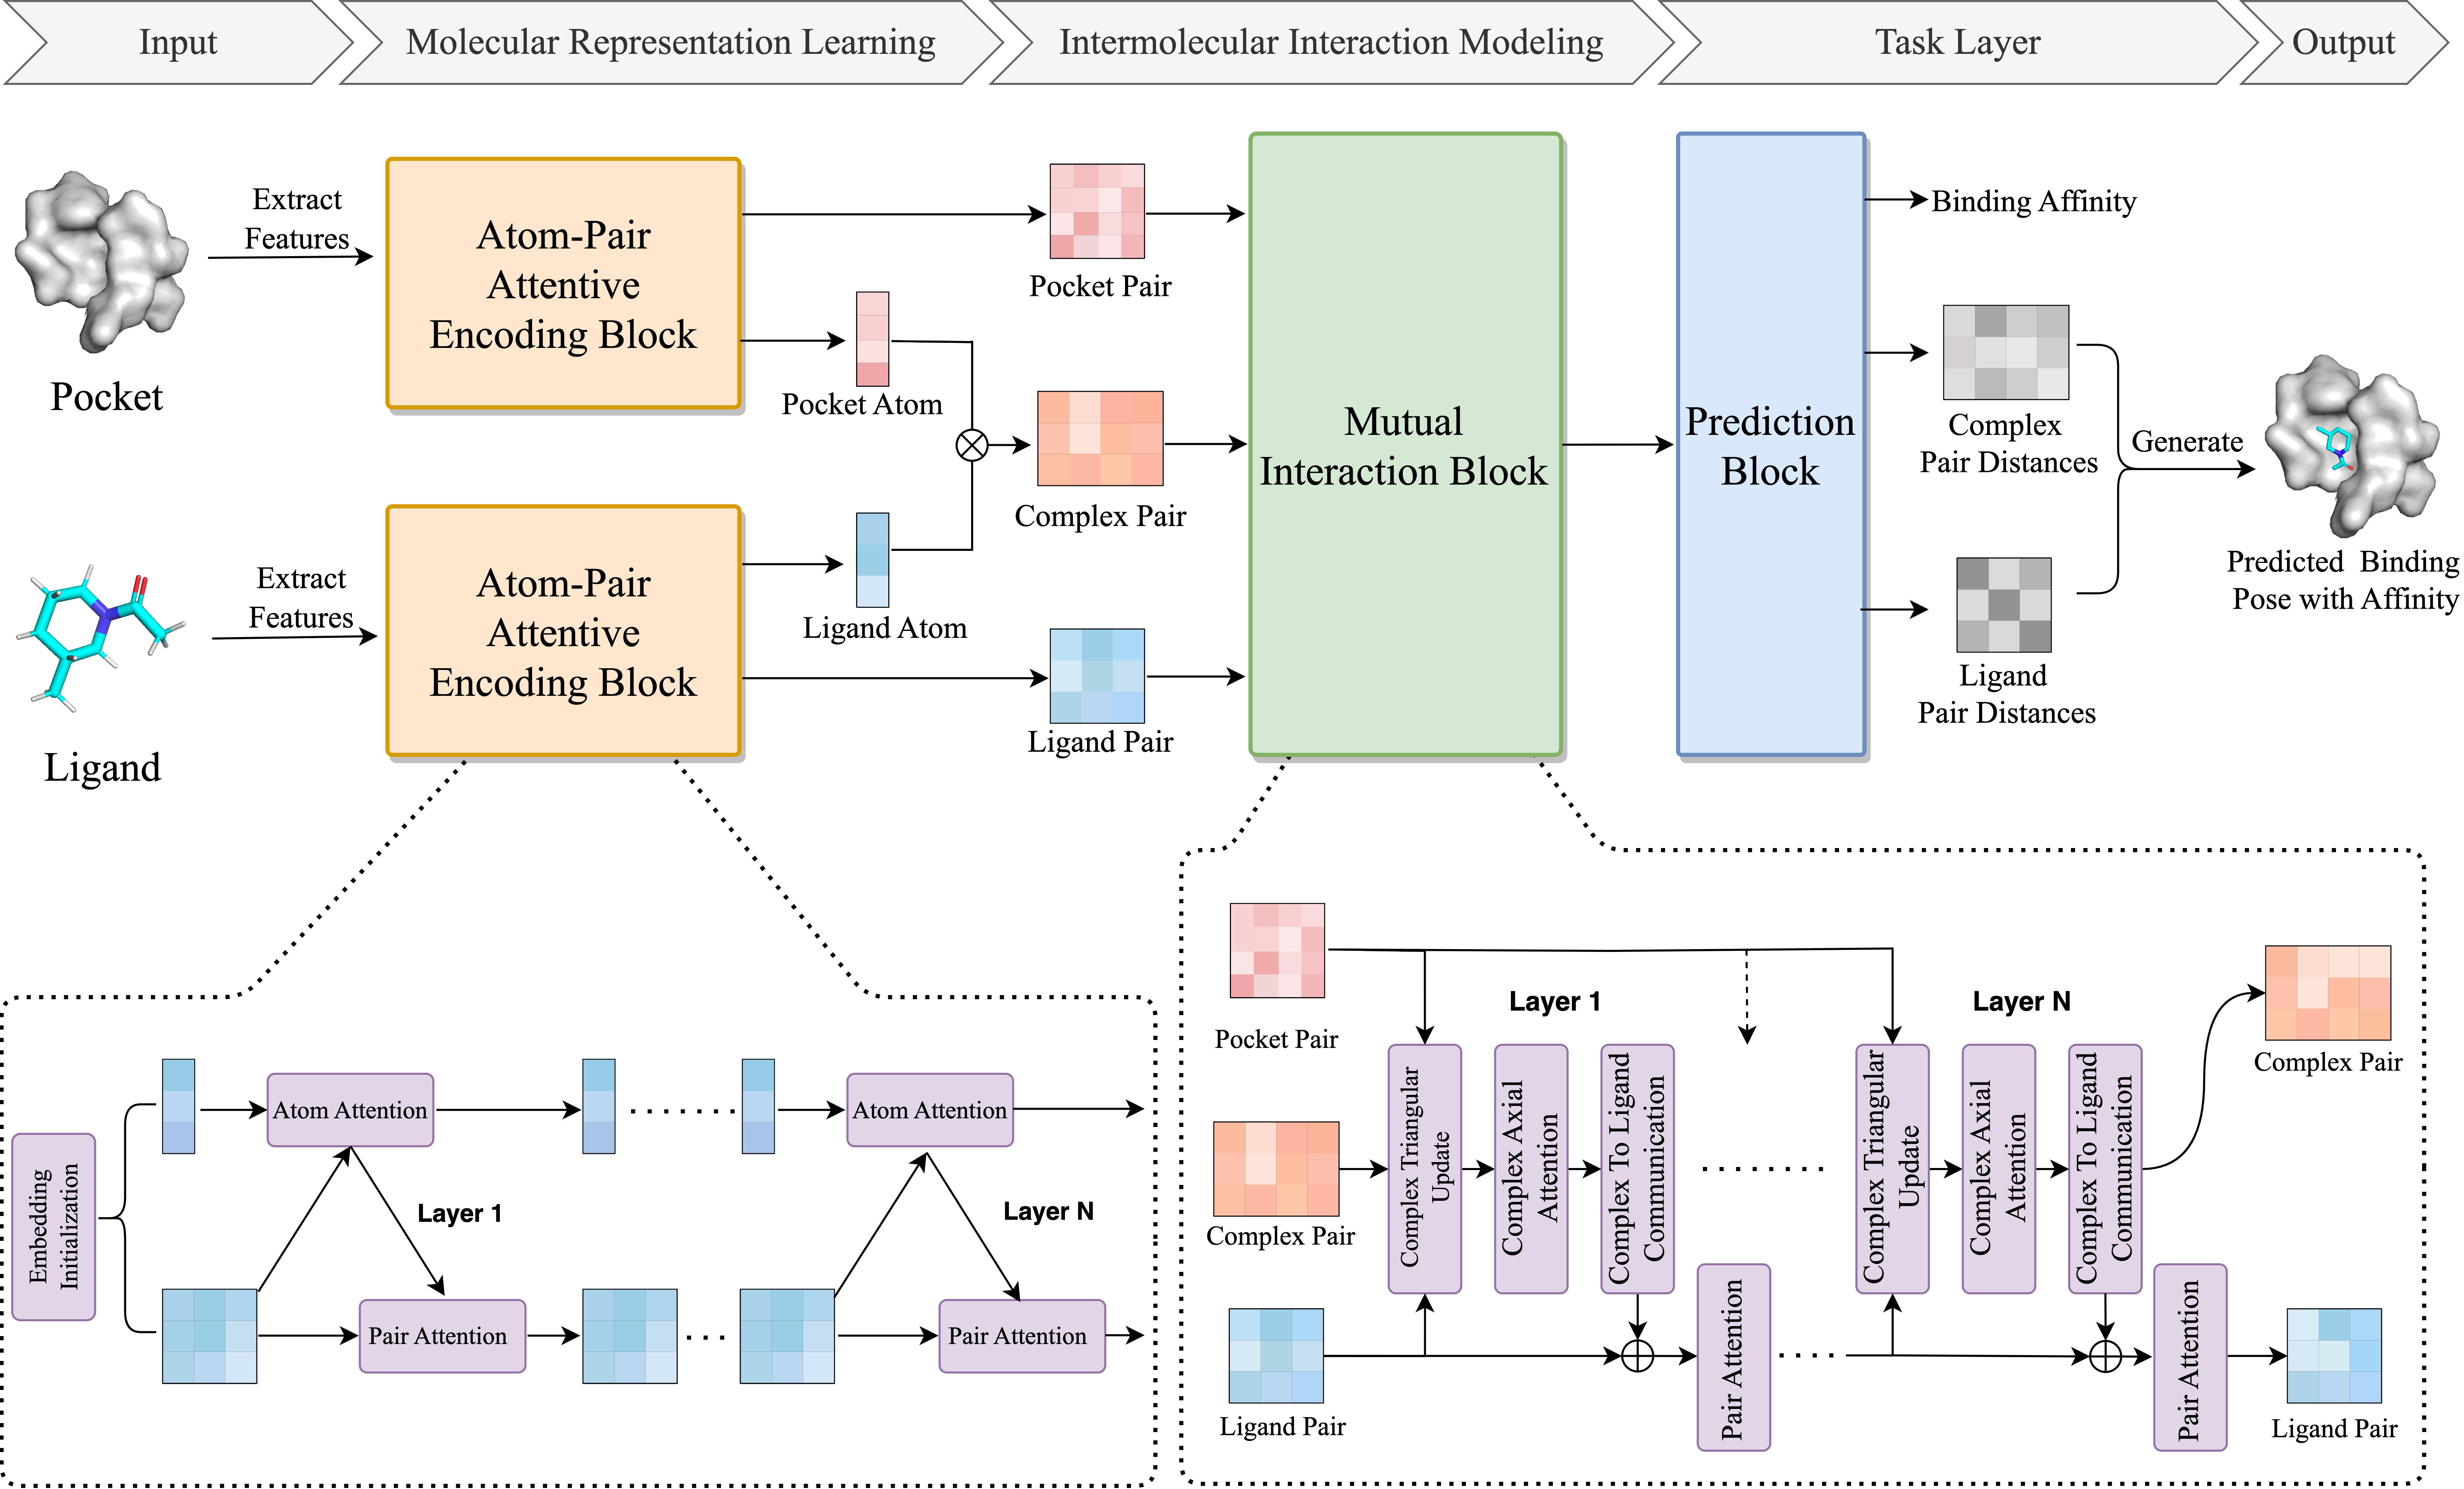 Input
Molecular Representation Learning
Intermolecular Interaction Modeling
Task Layer
Output
Extract
Features
Pocket
Atom-Pair
Attentive
Encoding Block
Pocket Pair
Pocket Atom
Complex Pair
Extract
Features
Ligand
Atom-Pair
Attentive
Encoding Block
Ligand Atom
Ligand Pair
Mutual
Interaction Block
Prediction
Block
Binding Affinity
Complex
Pair Distances
Ligand
Pair Distances
Generate
Predicted Binding
Pose with Affinity
Embedding
Initialization
Atom Attention
Layer 1
Pair Attention
Atom Attention
Layer N
Pair Attention
Pocket Pair
Complex Pair
Ligand Pair
Layer 1
Complex Triangular
Update
Complex Axial
Attention
Complex To Ligand
Communication
Pair Attention
Layer N
Complex Triangular
Update
Complex Axial
Attention
Complex To Ligand
Communication
Pair Attention
Complex Pair
Ligand Pair